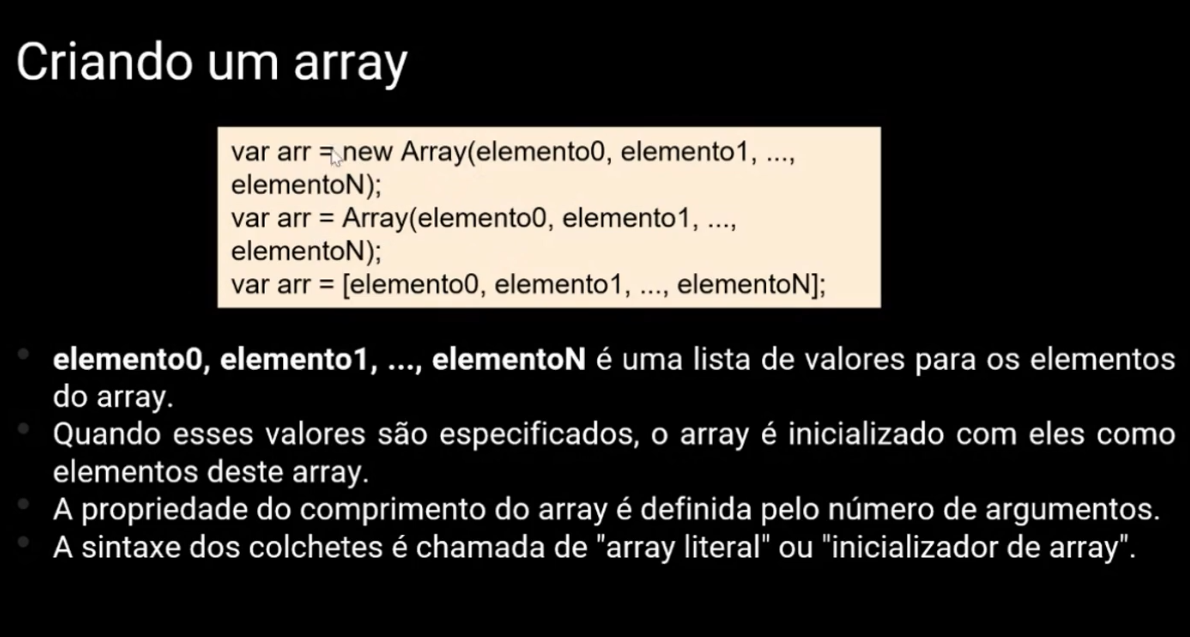 Criando um array
var arr = new Array(elemento0, elemento1, ...,
elementoN);
var arr = Array(elemento0, elemento1, ...,
elementoN);
var arr = [elemento0, elemento1, ..., elementoN];
elemento0, elemento1, ..., elementoN é uma lista de valores para os elementos
do array.
Quando esses valores são especificados, o array é inicializado com eles como
elementos deste array.
A propriedade do comprimento do array é definida pelo número de argumentos.
A sintaxe dos colchetes é chamada de "array literal" ou "inicializador de array".